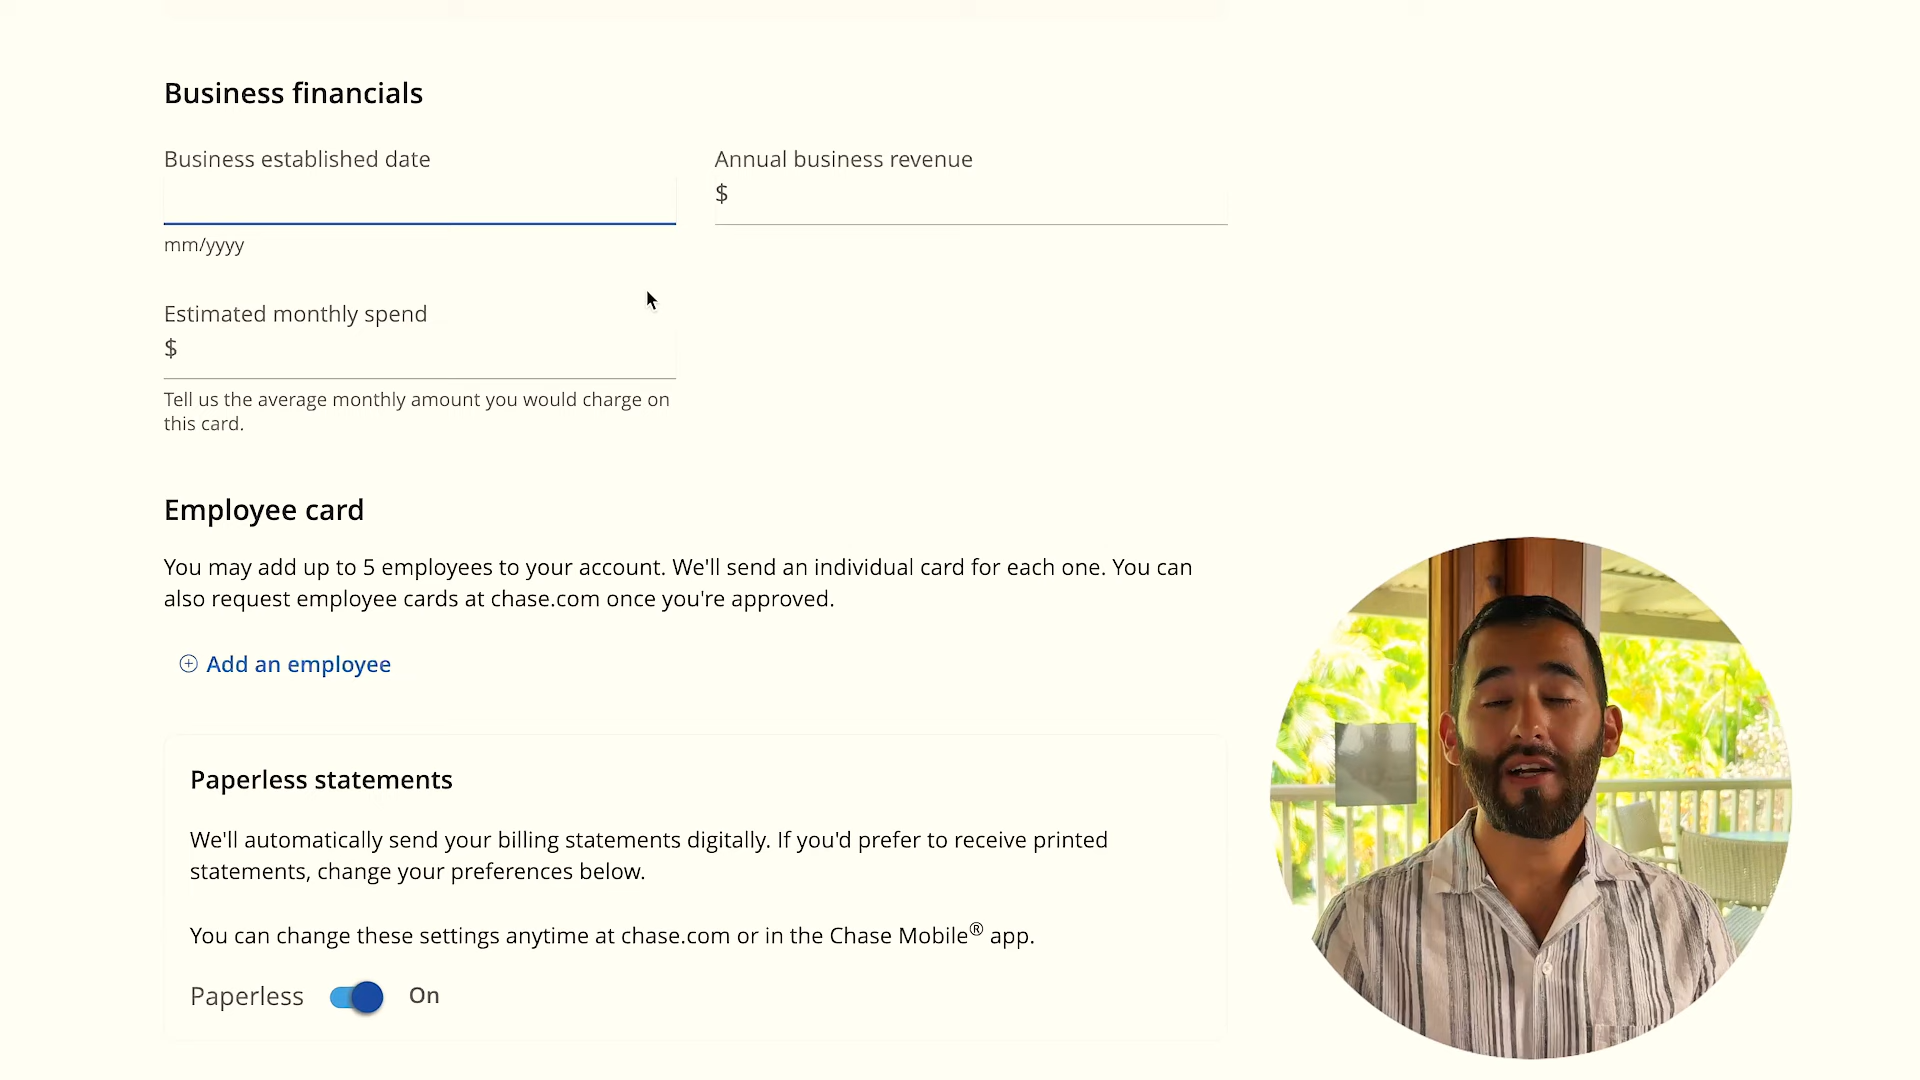 Business financials
Business established date
Annual business revenue
$
mm/yyyy
Estimated monthly spend
$
Tell us the average monthly amount you would charge on
this card.
Employee card
You may add up to 5 employees to your account. We'll send an individual card for each one. You can
also request employee cards at chase.com once you're approved.
Add an employee
Paperless statements
We'll automatically send your billing statements digitally. If you'd prefer to receive printed
statements, change your preferences below.
You can change these settings anytime at chase.com or in the Chase Mobile® app.
Paperless On